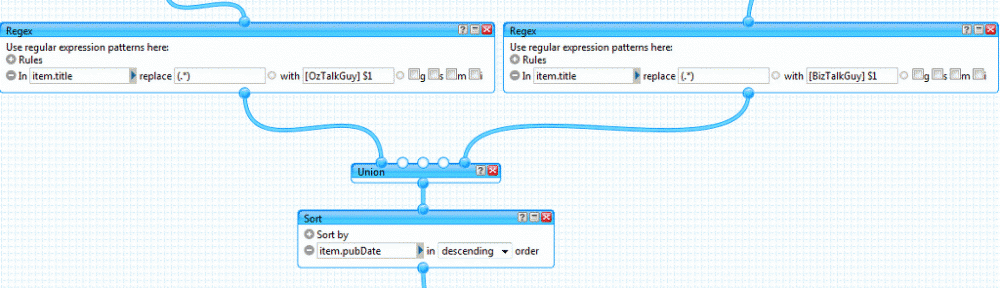 Regex ? Regex ?
Use regular expression patterns here: Use regular expression patterns here:
Rules Rules
In item.title replace (.*) with [OzTalkGuy] $1 g s m i In item.title replace (.*) with [BizTalkGuy] $1 g s m i
Union ?
Sort ?
Sort by
item.pubDate in descending order